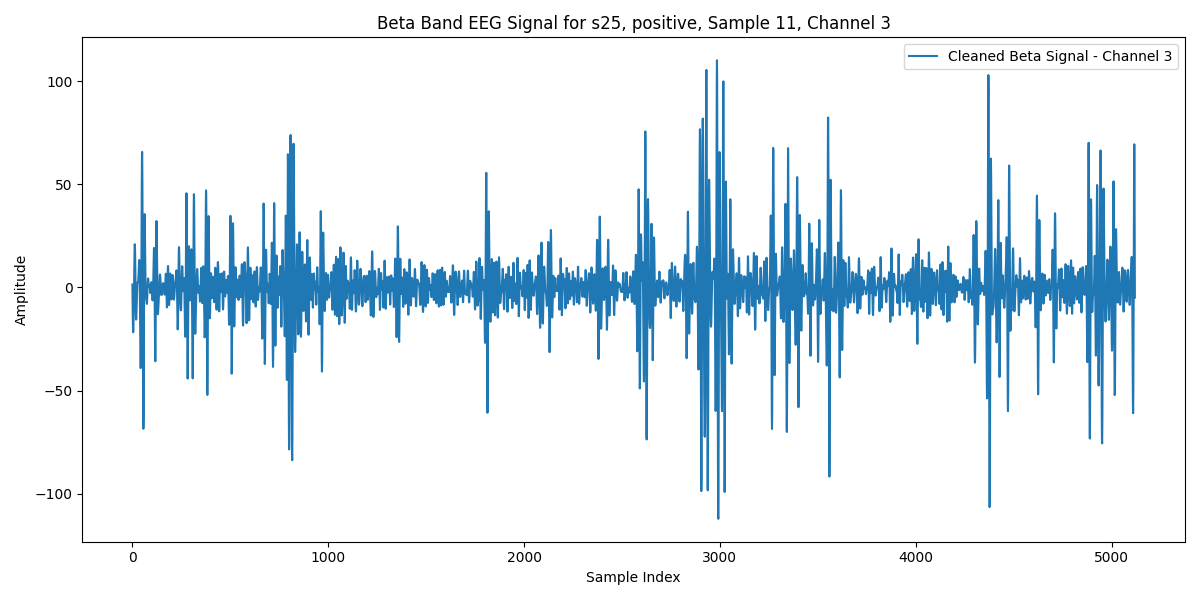 Beta Band EEG Signal for s25, positive, Sample 11, Channel 3
Cleaned Beta Signal - Channel 3
Amplitude
100
50
0
−50
−100
0 1000 2000 3000 4000 5000
Sample Index